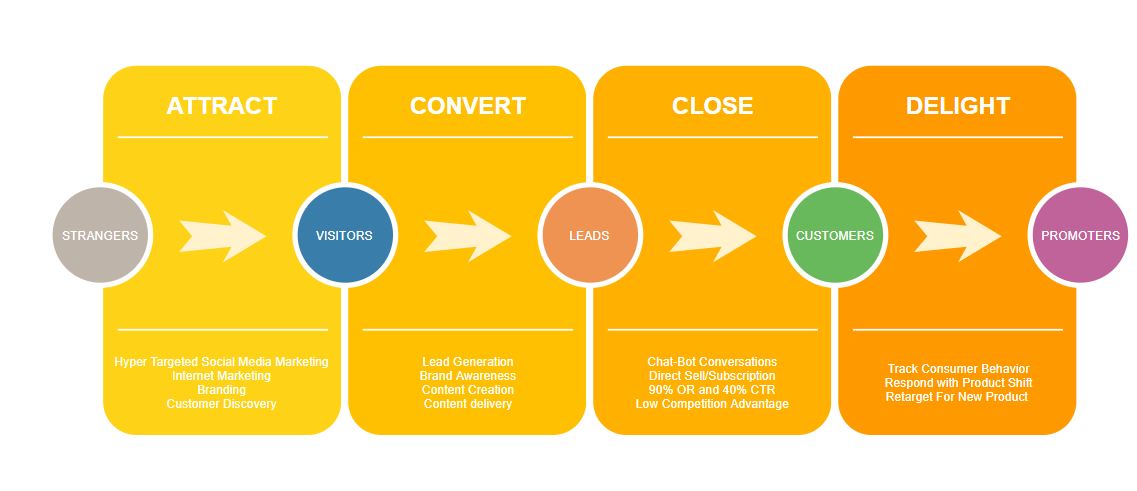 ATTRACT
CONVERT
CLOSE
DELIGHT
STRANGERS
VISITORS
LEADS
CUSTOMERS
PROMOTERS
Hyper Targeted Social Media Marketing
Internet Marketing
Branding
Customer Discovery
Lead Generation
Brand Awareness
Content Creation
Content delivery
Chat-Bot Conversations
Direct Sell/Subscription
90% OR and 40% CTR
Low Competition Advantage
Track Consumer Behavior
Respond with Product Shift
Retarget For New Product